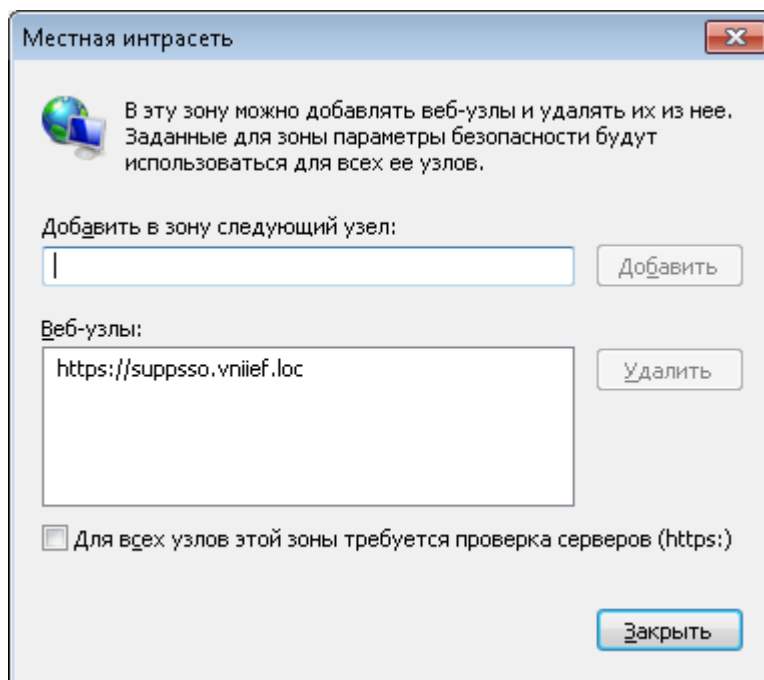 Местная интрасеть
В эту зону можно добавлять веб-узлы и удалять их из нее.
Заданные для зоны параметры безопасности будут
использоваться для всех ее узлов.
Добавить в зону следующий узел:
Добавить
Веб-узлы:
https://suppsso.vniief.loc
Удалить
Для всех узлов этой зоны требуется проверка серверов (https:)
Закрыть